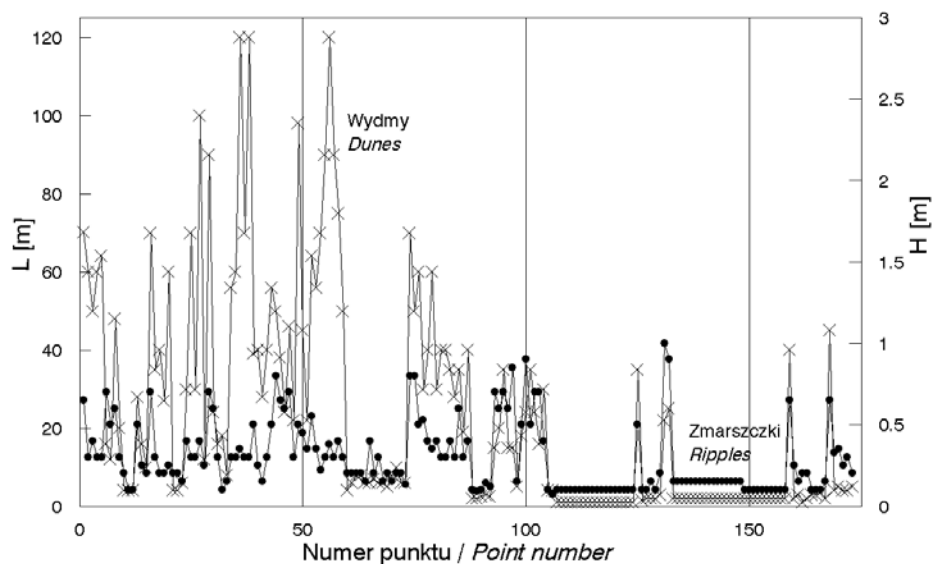 120
100
80
60
40
20
0
L [m]
3
2.5
2
1.5
1
0.5
0
H [m]
Wydmy
Dunes
Zmarszczki
Ripples
0 50 100 150
Numer punktu / Point number